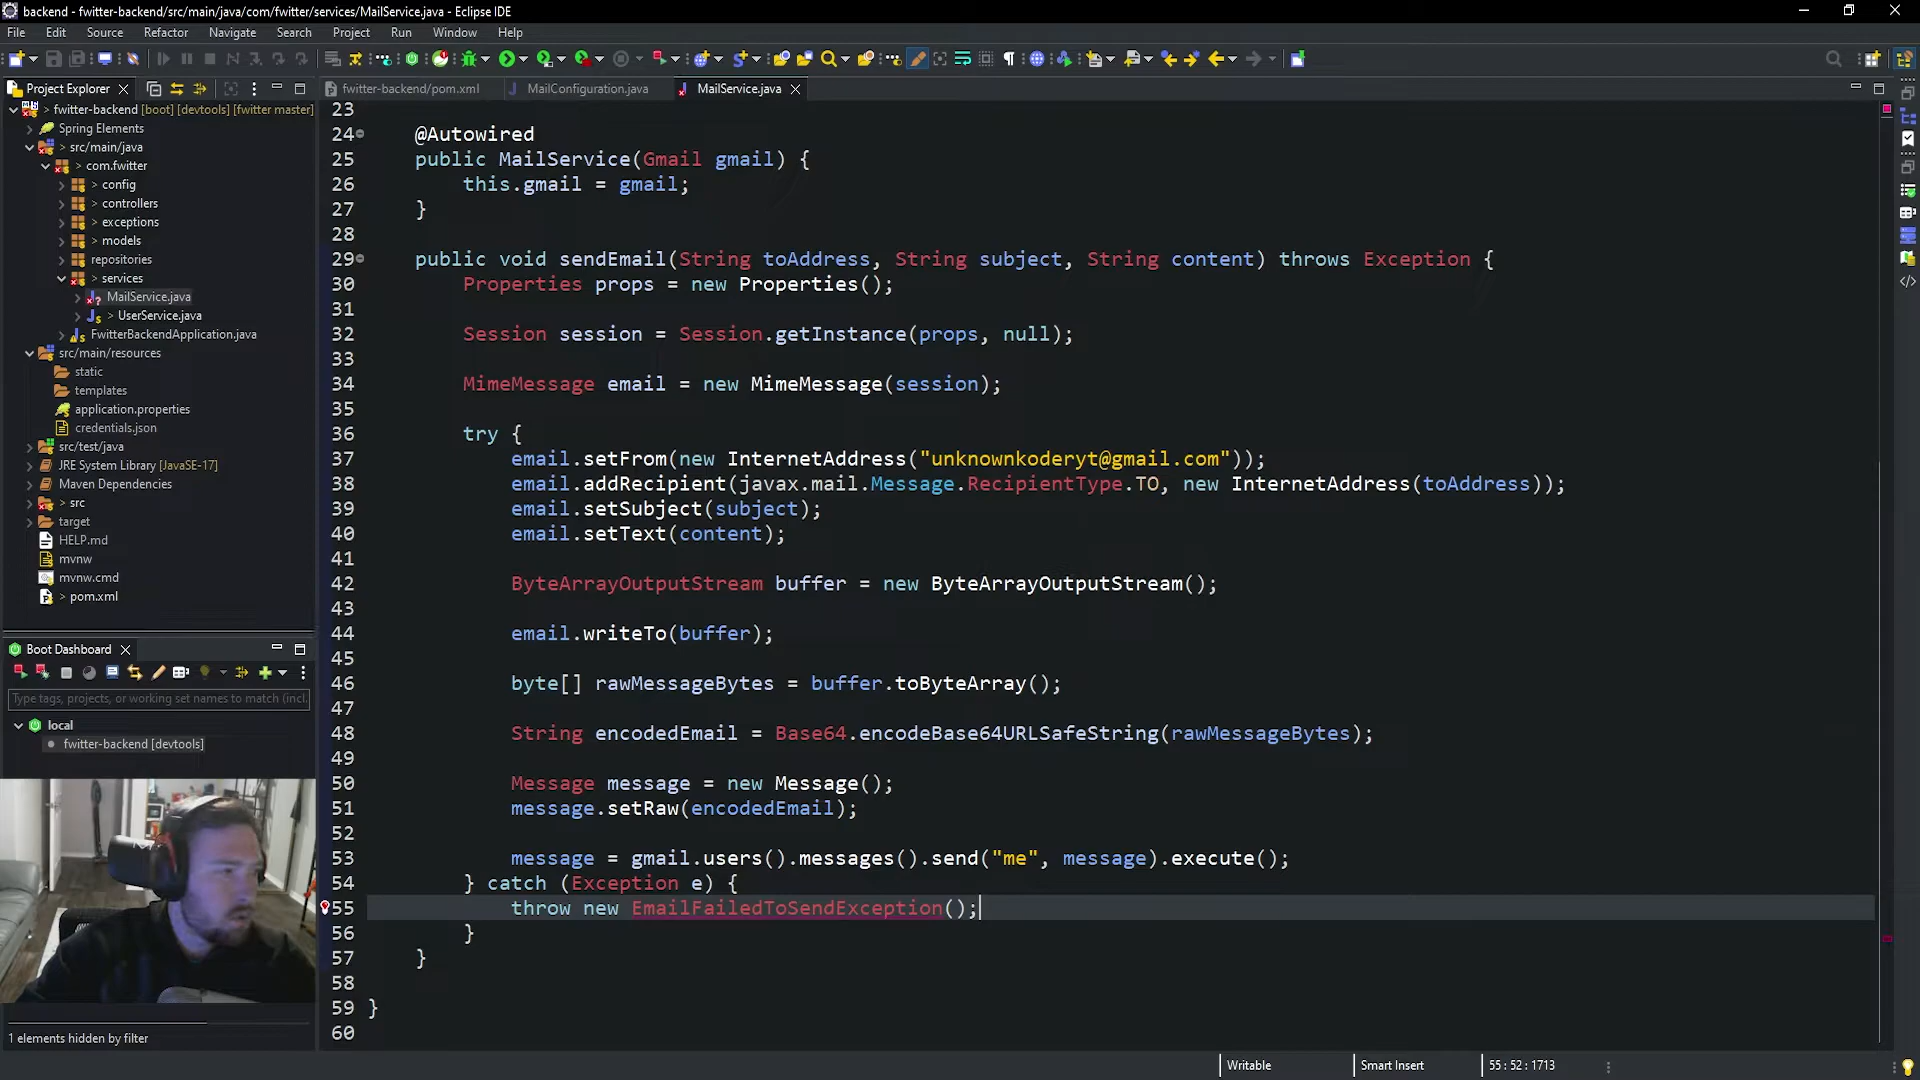 backend - fwitter-backend/src/main/java/com/fwitter/services/MailService.java - Eclipse IDE
File Edit Source Refactor Navigate Search Project Run Window Help
Project Explorer
fwitter-backend/pom.xml MailConfiguration.java MailService.java
> fwitter-backend [boot] [devtools] [fwitter master]
Spring Elements
> src/main/java
> com.fwitter
> config
> controllers
> exceptions
> models
repositories
> services
MailService.java
> UserService.java
FwitterBackendApplication.java
src/main/resources
static
templates
application.properties
credentials.json
src/test/java
JRE System Library [JavaSE-17]
Maven Dependencies
> src
target
HELP.md
mvnw
mvnw.cmd
> pom.xml
Boot Dashboard
Type tags, projects, or working set names to match (incl.
local
fwitter-backend [devtools]
1 elements hidden by filter
23
24 @Autowired
25 public MailService(Gmail gmail) {
26 this.gmail = gmail;
27 }
28
29 public void sendEmail(String toAddress, String subject, String content) throws Exception {
30 Properties props = new Properties();
31
32 Session session = Session.getInstance(props, null);
33
34 MimeMessage email = new MimeMessage(session);
35
36 try {
37 email.setFrom(new InternetAddress("unknownkoderyt@gmail.com"));
38 email.addRecipient(javax.mail.Message.RecipientType.TO, new InternetAddress(toAddress));
39 email.setSubject(subject);
40 email.setText(content);
41
42 ByteArrayOutputStream buffer = new ByteArrayOutputStream();
43
44 email.writeTo(buffer);
45
46 byte[] rawMessageBytes = buffer.toByteArray();
47
48 String encodedEmail = Base64.encodeBase64URLSafeString(rawMessageBytes);
49
50 Message message = new Message();
51 message.setRaw(encodedEmail);
52
53 message = gmail.users().messages().send("me", message).execute();
54 } catch (Exception e) {
55 throw new EmailFailedToSendException();
56 }
57 }
58
59 }
60
Writable Smart Insert 55 : 52 : 1713